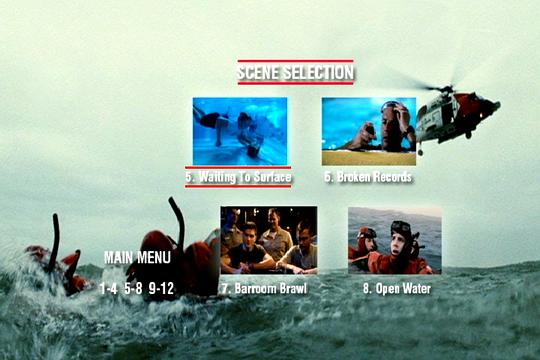 SCENE SELECTION
5. Waiting To Surface
6. Broken Records
7. Barroom Brawl
8. Open Water
MAIN MENU
1-4 5-8 9-12